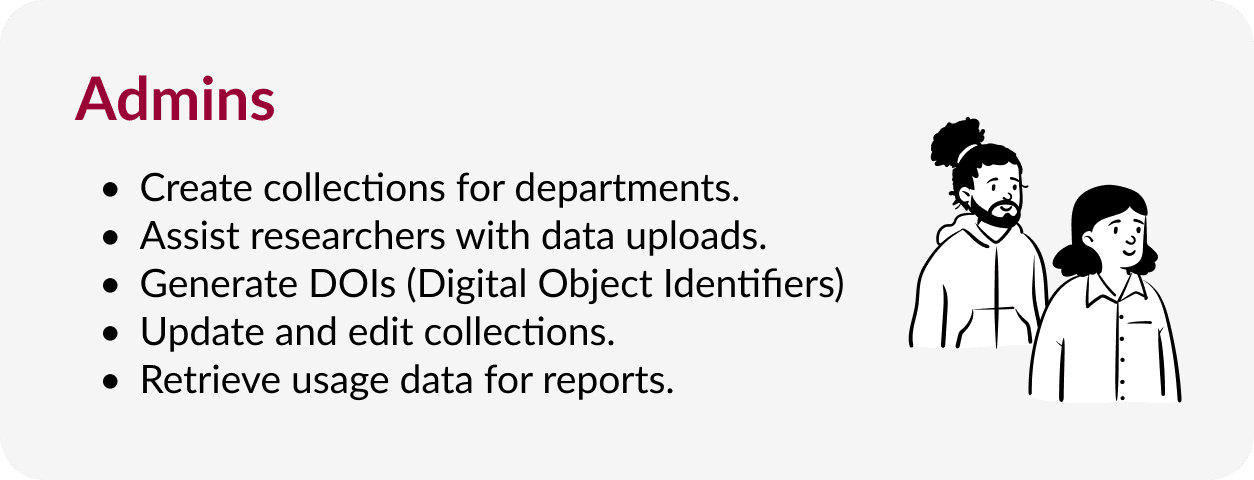 Admins
• Create collections for departments.
• Assist researchers with data uploads.
• Generate DOIs (Digital Object Identifiers)
• Update and edit collections.
• Retrieve usage data for reports.